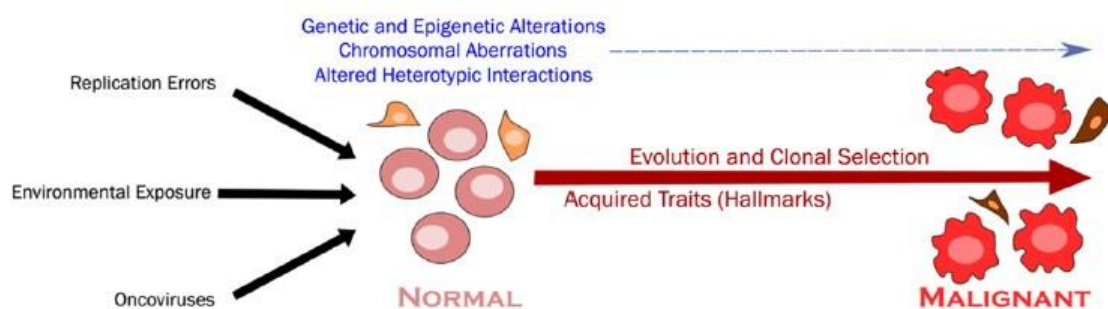 Genetic and Epigenetic Alterations
Chromosomal Aberrations
Altered Heterotypic Interactions
Replication Errors
Environmental Exposure
Oncoviruses
Evolution and Clonal Selection
Acquired Traits (Hallmarks)
NORMAL
MALIGNANT